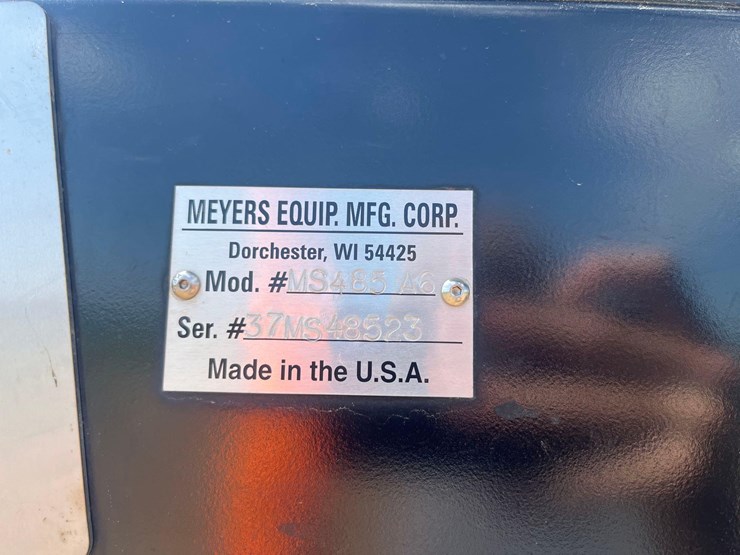 MEYERS EQUIP. MFG. CORP.
Dorchester, WI 54425
Mod. #MS485 A6
Ser. #37MS48523
Made in the U.S.A.